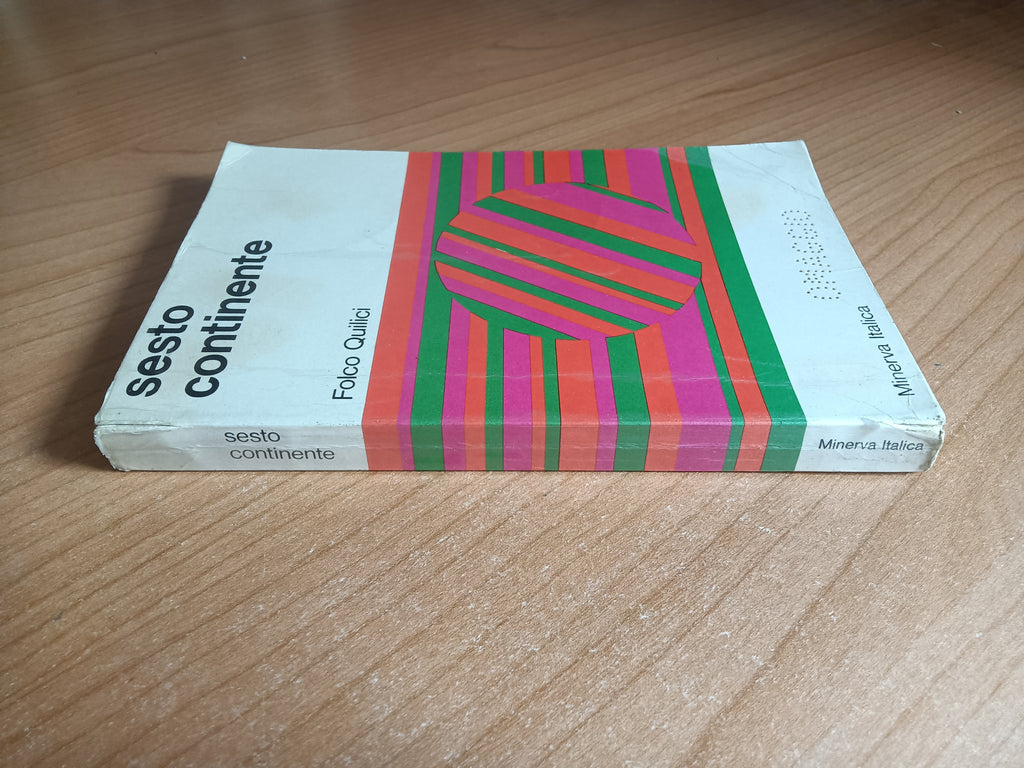 sesto
continente
Folco Quilici
Minerva Italica
sesto
continente
Minerva Italica